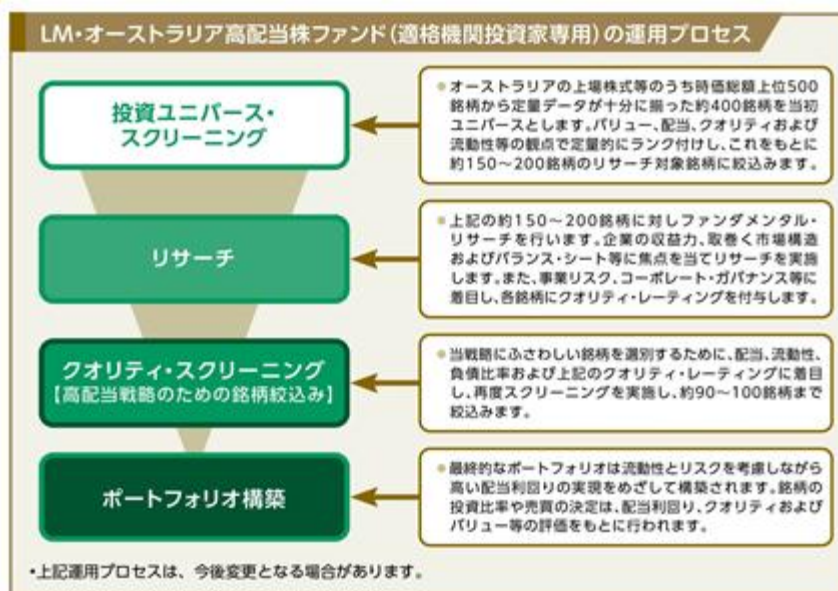 LM・オーストラリア高配当株ファンド(適格機関投資家専用)の運用プロセス
投資ユニバース・
スクリーニング
●オーストラリアの上場株式等のうち時価総額上位500
銘柄から定量データが十分に揃った約400銘柄を当初
ユニバースとします。バリュー、配当、クオリティおよび
流動性等の観点で定量的にランク付けし、これをもとに
約150～200銘柄のリサーチ対象銘柄に絞込みます。
リサーチ
●上記の約150～200銘柄に対しファンダメンタル・
リサーチを行います。企業の収益力、取巻く市場構造
およびバランス・シート等に焦点を当てリサーチを実施
します。また、事業リスク、コーポレート・ガバナンス等に
着目し、各銘柄にクオリティ・レーティングを付与します。
クオリティ・スクリーニング
【高配当戦略のための銘柄絞込み】
●当戦略にふさわしい銘柄を選別するために、配当、流動性、
負債比率および上記のクオリティ・レーティングに着目
し、再度スクリーニングを実施し、約90～100銘柄まで
絞込みます。
ポートフォリオ構築
●最終的なポートフォリオは流動性とリスクを考慮しながら
高い配当利回りの実現をめざして構築されます。銘柄の
投資比率や売買の決定は、配当利回り、クオリティおよび
バリュー等の評価をもとに行われます。
・上記運用プロセスは、今後変更となる場合があります。